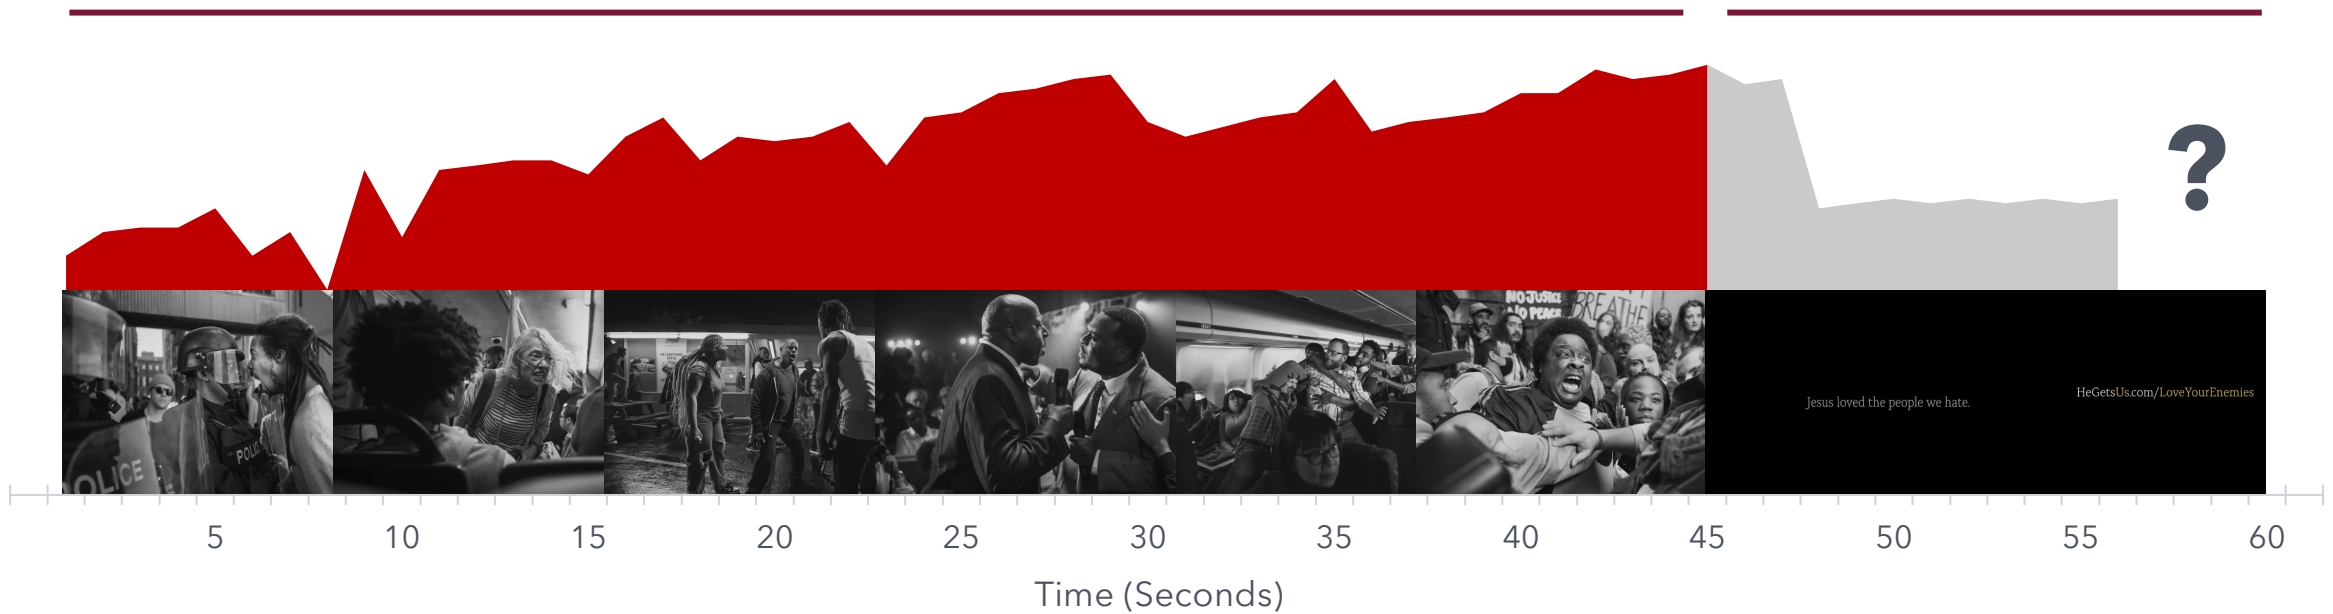 ?
POLICE
POLIC
NO JUSTICE
NO PEACE
BREATHE
Jesus loved the people we hate.
HeGetsUs.com/LoveYourEnemies
5 10 15 20 25 30 35 40 45 50 55 60
Time (Seconds)